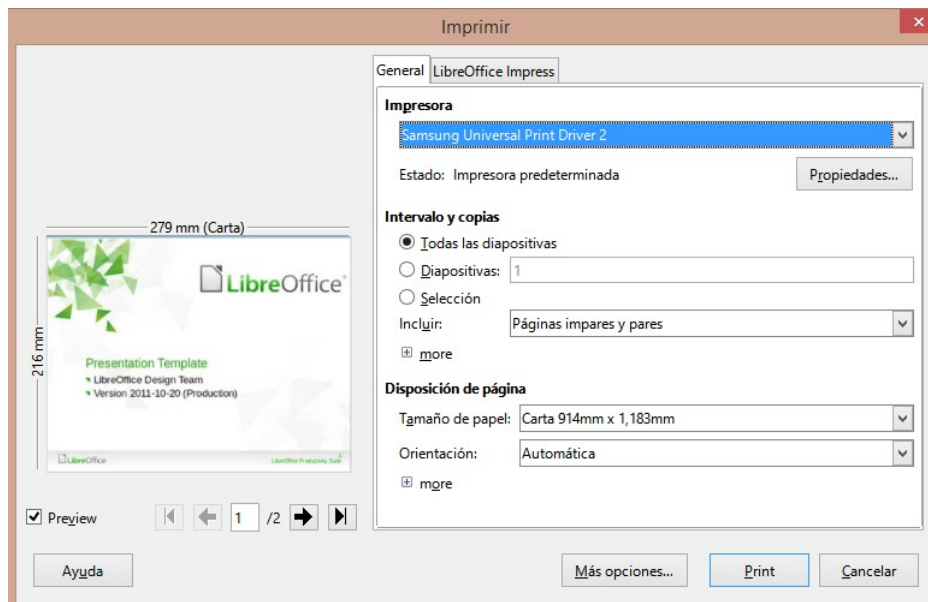 Imprimir
General
LibreOffice Impress
Impresora
Samsung Universal Print Driver 2
Estado: Impresora predeterminada
Propiedades...
Intervalo y copias
Todas las diapositivas
Diapositivas: 1
Selección
Incluir: Páginas impares y pares
more
Disposición de página
Tamaño de papel: Carta 914mm x 1,183mm
Orientación: Automática
more
279 mm (Carta)
216 mm
LibreOffice
Presentation Template
LibreOffice Design Team
Version 2011-10-20 (Production)
LibreOffice
LibreOffice Productivity Suite
Preview
1 /2
Ayuda
Más opciones...
Print
Cancelar